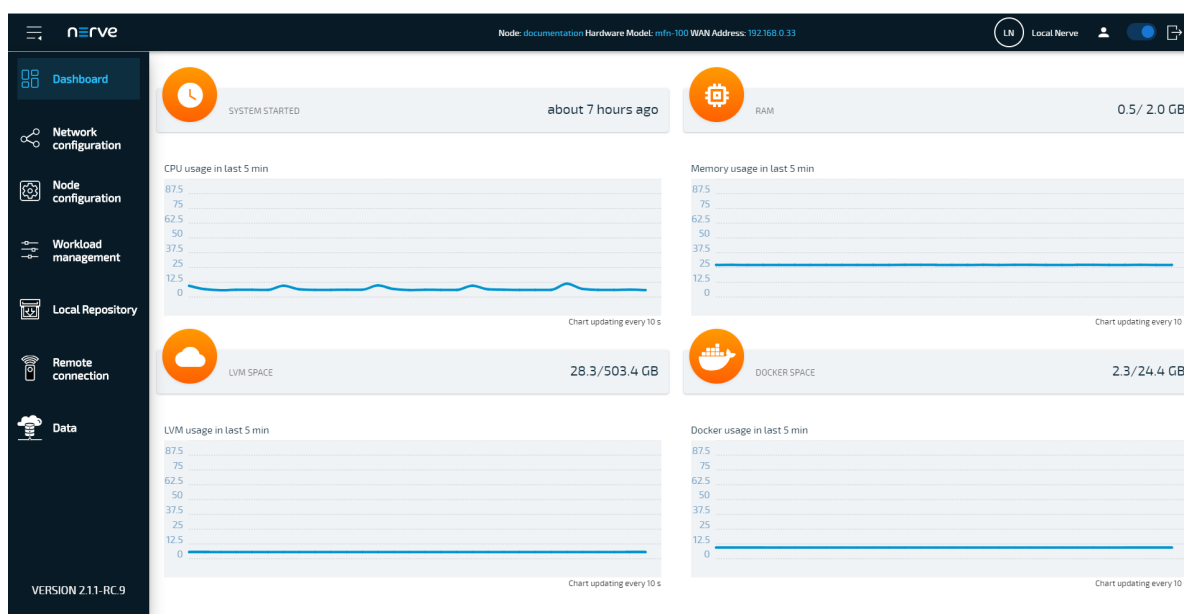 nerve
Node: documentation Hardware Model: mfn-100 WAN Address: 192.168.0.33
LN
Local Nerve
Dashboard
Network
configuration
Node
configuration
Workload
management
Local Repository
Remote
connection
Data
VERSION 2.1.1-RC.9
SYSTEM STARTED
about 7 hours ago
RAM
0.5/ 2.0 GB
CPU usage in last 5 min
87.5
75
62.5
50
37.5
25
12.5
0
Chart updating every 10 s
Memory usage in last 5 min
87.5
75
62.5
50
37.5
25
12.5
0
Chart updating every 10
LVM SPACE
28.3/503.4 GB
DOCKER SPACE
2.3/24.4 GB
LVM usage in last 5 min
87.5
75
62.5
50
37.5
25
12.5
0
Chart updating every 10 s
Docker usage in last 5 min
87.5
75
62.5
50
37.5
25
12.5
0
Chart updating every 10